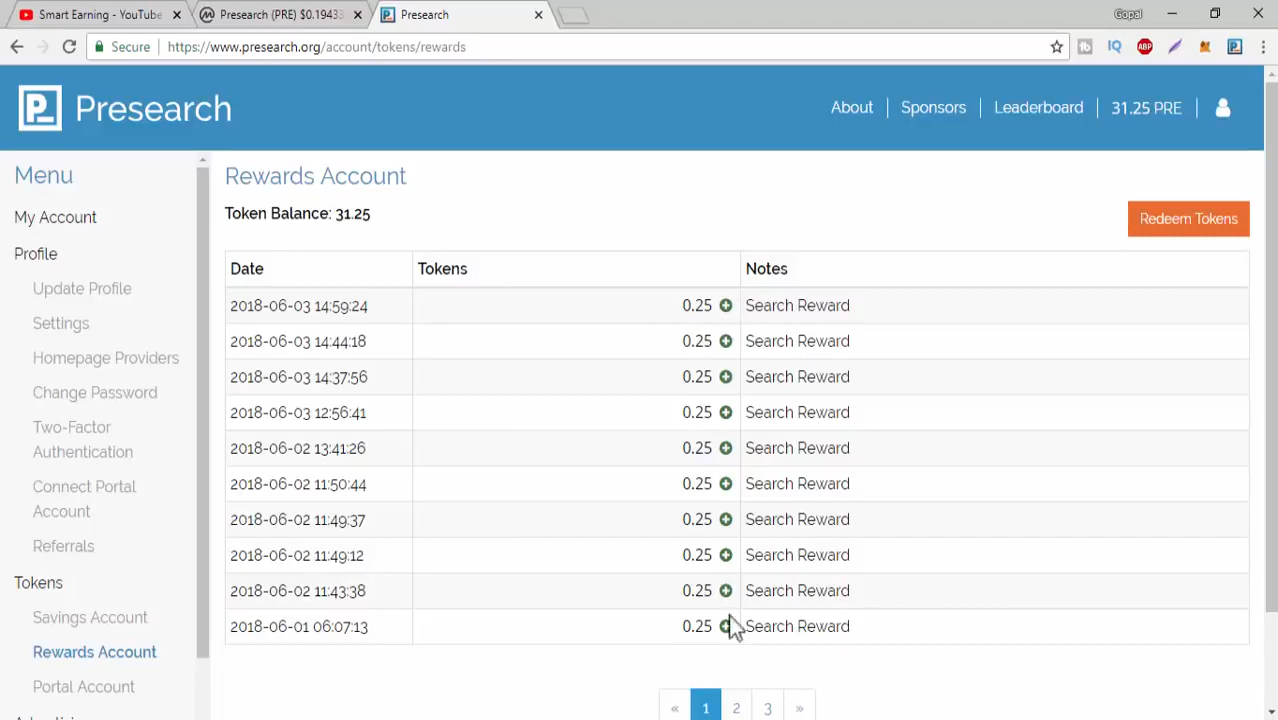 Smart Earning - YouTube
Presearch (PRE) $0.19433
Presearch
Gopal
Secure
https://www.presearch.org/account/tokens/rewards
Presearch
About
Sponsors
Leaderboard
31.25 PRE
Menu
My Account
Profile
Update Profile
Settings
Homepage Providers
Change Password
Two-Factor
Authentication
Connect Portal
Account
Referrals
Tokens
Savings Account
Rewards Account
Portal Account
Rewards Account
Token Balance: 31.25
Redeem Tokens
Date Tokens Notes
2018-06-03 14:59:24 0.25 Search Reward
2018-06-03 14:44:18 0.25 Search Reward
2018-06-03 14:37:56 0.25 Search Reward
2018-06-03 12:56:41 0.25 Search Reward
2018-06-02 13:41:26 0.25 Search Reward
2018-06-02 11:50:44 0.25 Search Reward
2018-06-02 11:49:37 0.25 Search Reward
2018-06-02 11:49:12 0.25 Search Reward
2018-06-02 11:43:38 0.25 Search Reward
2018-06-01 06:07:13 0.25 Search Reward
« 1 2 3 »